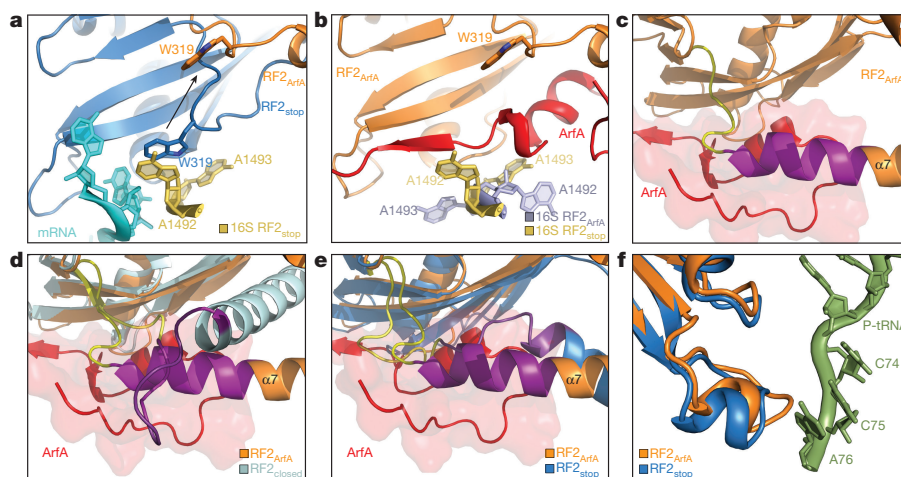 a
W319
RF2ArfA
RF2stop
W319
A1493
A1492
mRNA
16S RF2stop
b
W319
RF2ArfA
ArfA
A1493
A1492
A1492
A1493
16S RF2ArfA
16S RF2stop
c
RF2ArfA
ArfA
α7
d
α7
ArfA
RF2ArfA
RF2closed
e
α7
ArfA
RF2ArfA
RF2stop
f
P-tRNA
C74
C75
A76
RF2ArfA
RF2stop